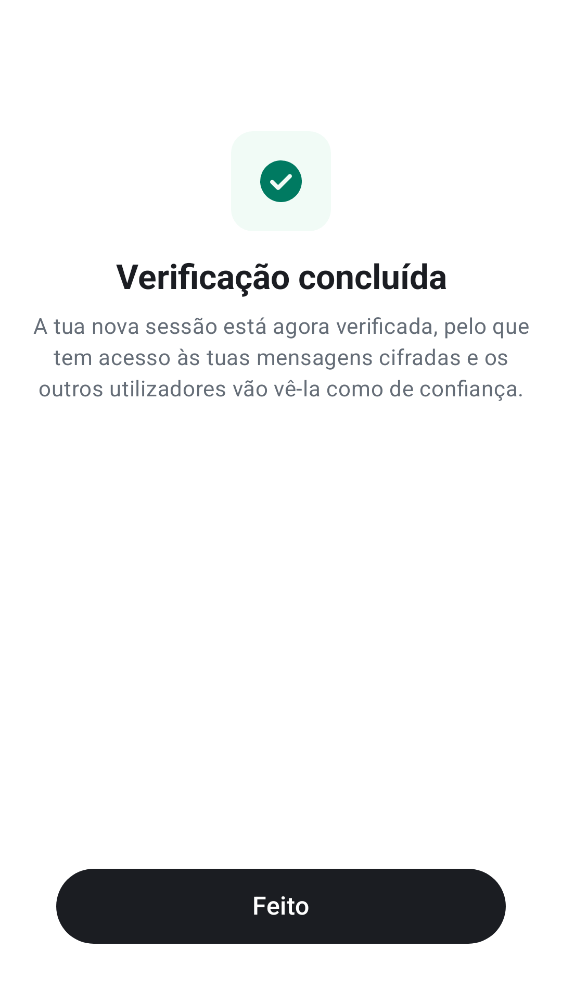 Verificação concluída
A tua nova sessão está agora verificada, pelo que
tem acesso às tuas mensagens cifradas e os
outros utilizadores vão vê-la como de confiança.
Feito